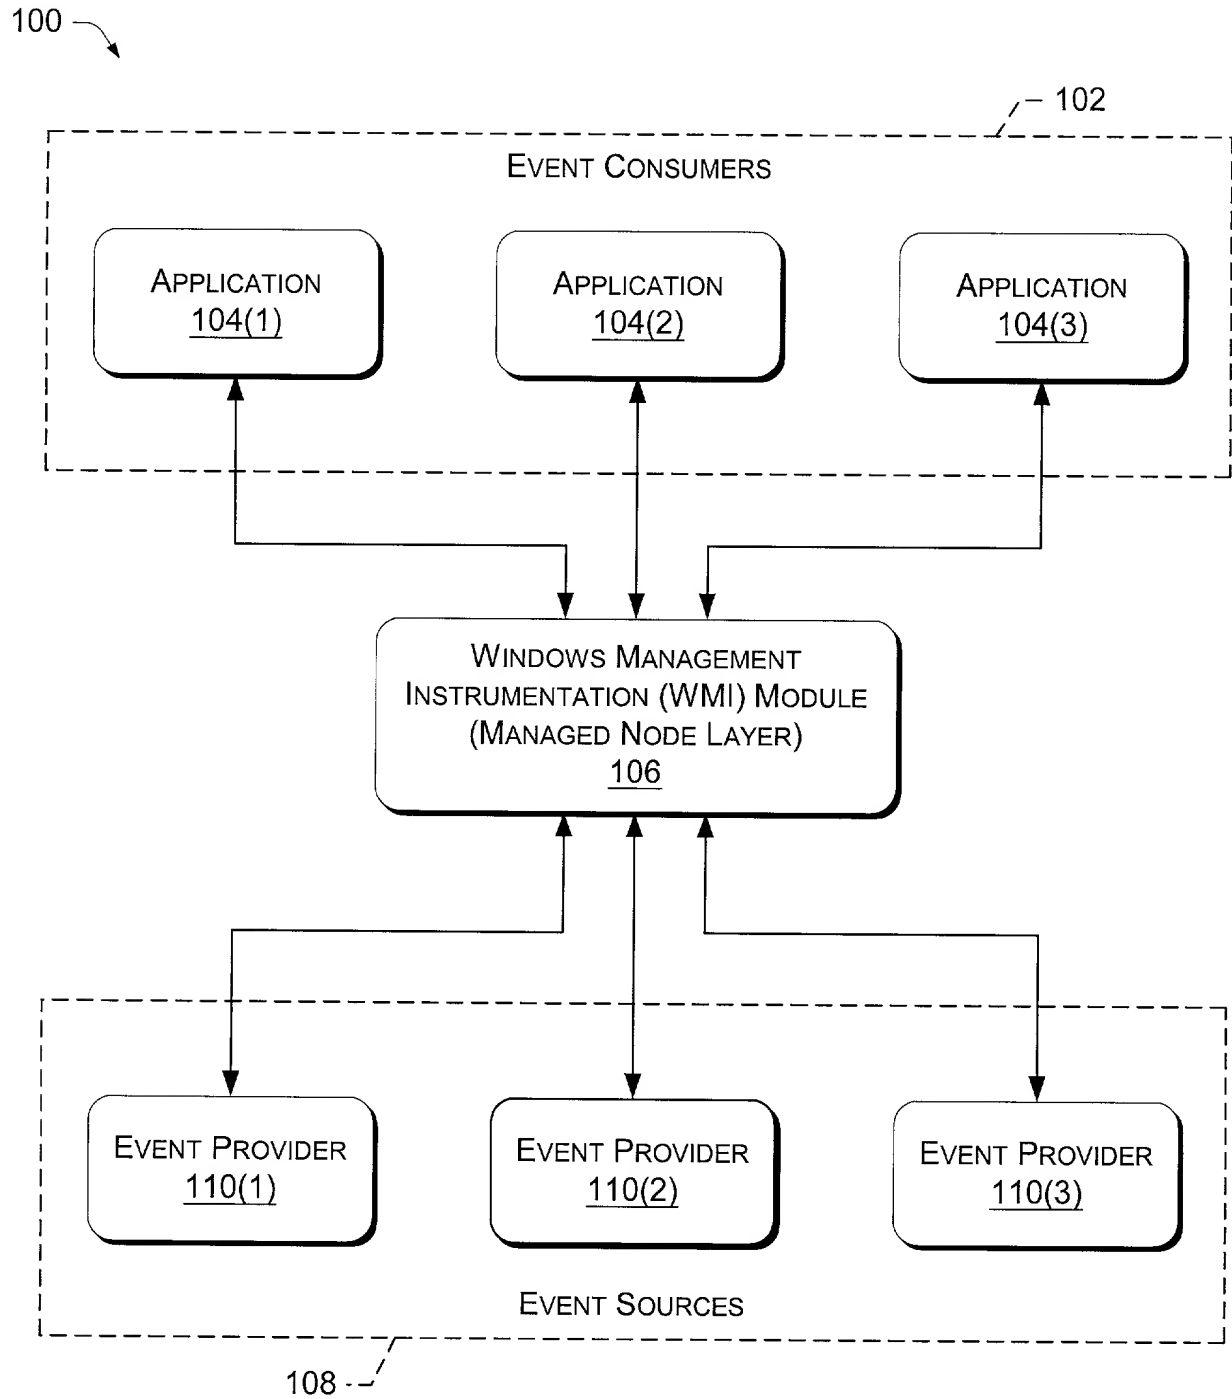 100
102
EVENT CONSUMERS
APPLICATION
104(1)
APPLICATION
104(2)
APPLICATION
104(3)
WINDOWS MANAGEMENT
INSTRUMENTATION (WMI) MODULE
(MANAGED NODE LAYER)
106
EVENT PROVIDER
110(1)
EVENT PROVIDER
110(2)
EVENT PROVIDER
110(3)
EVENT SOURCES
108